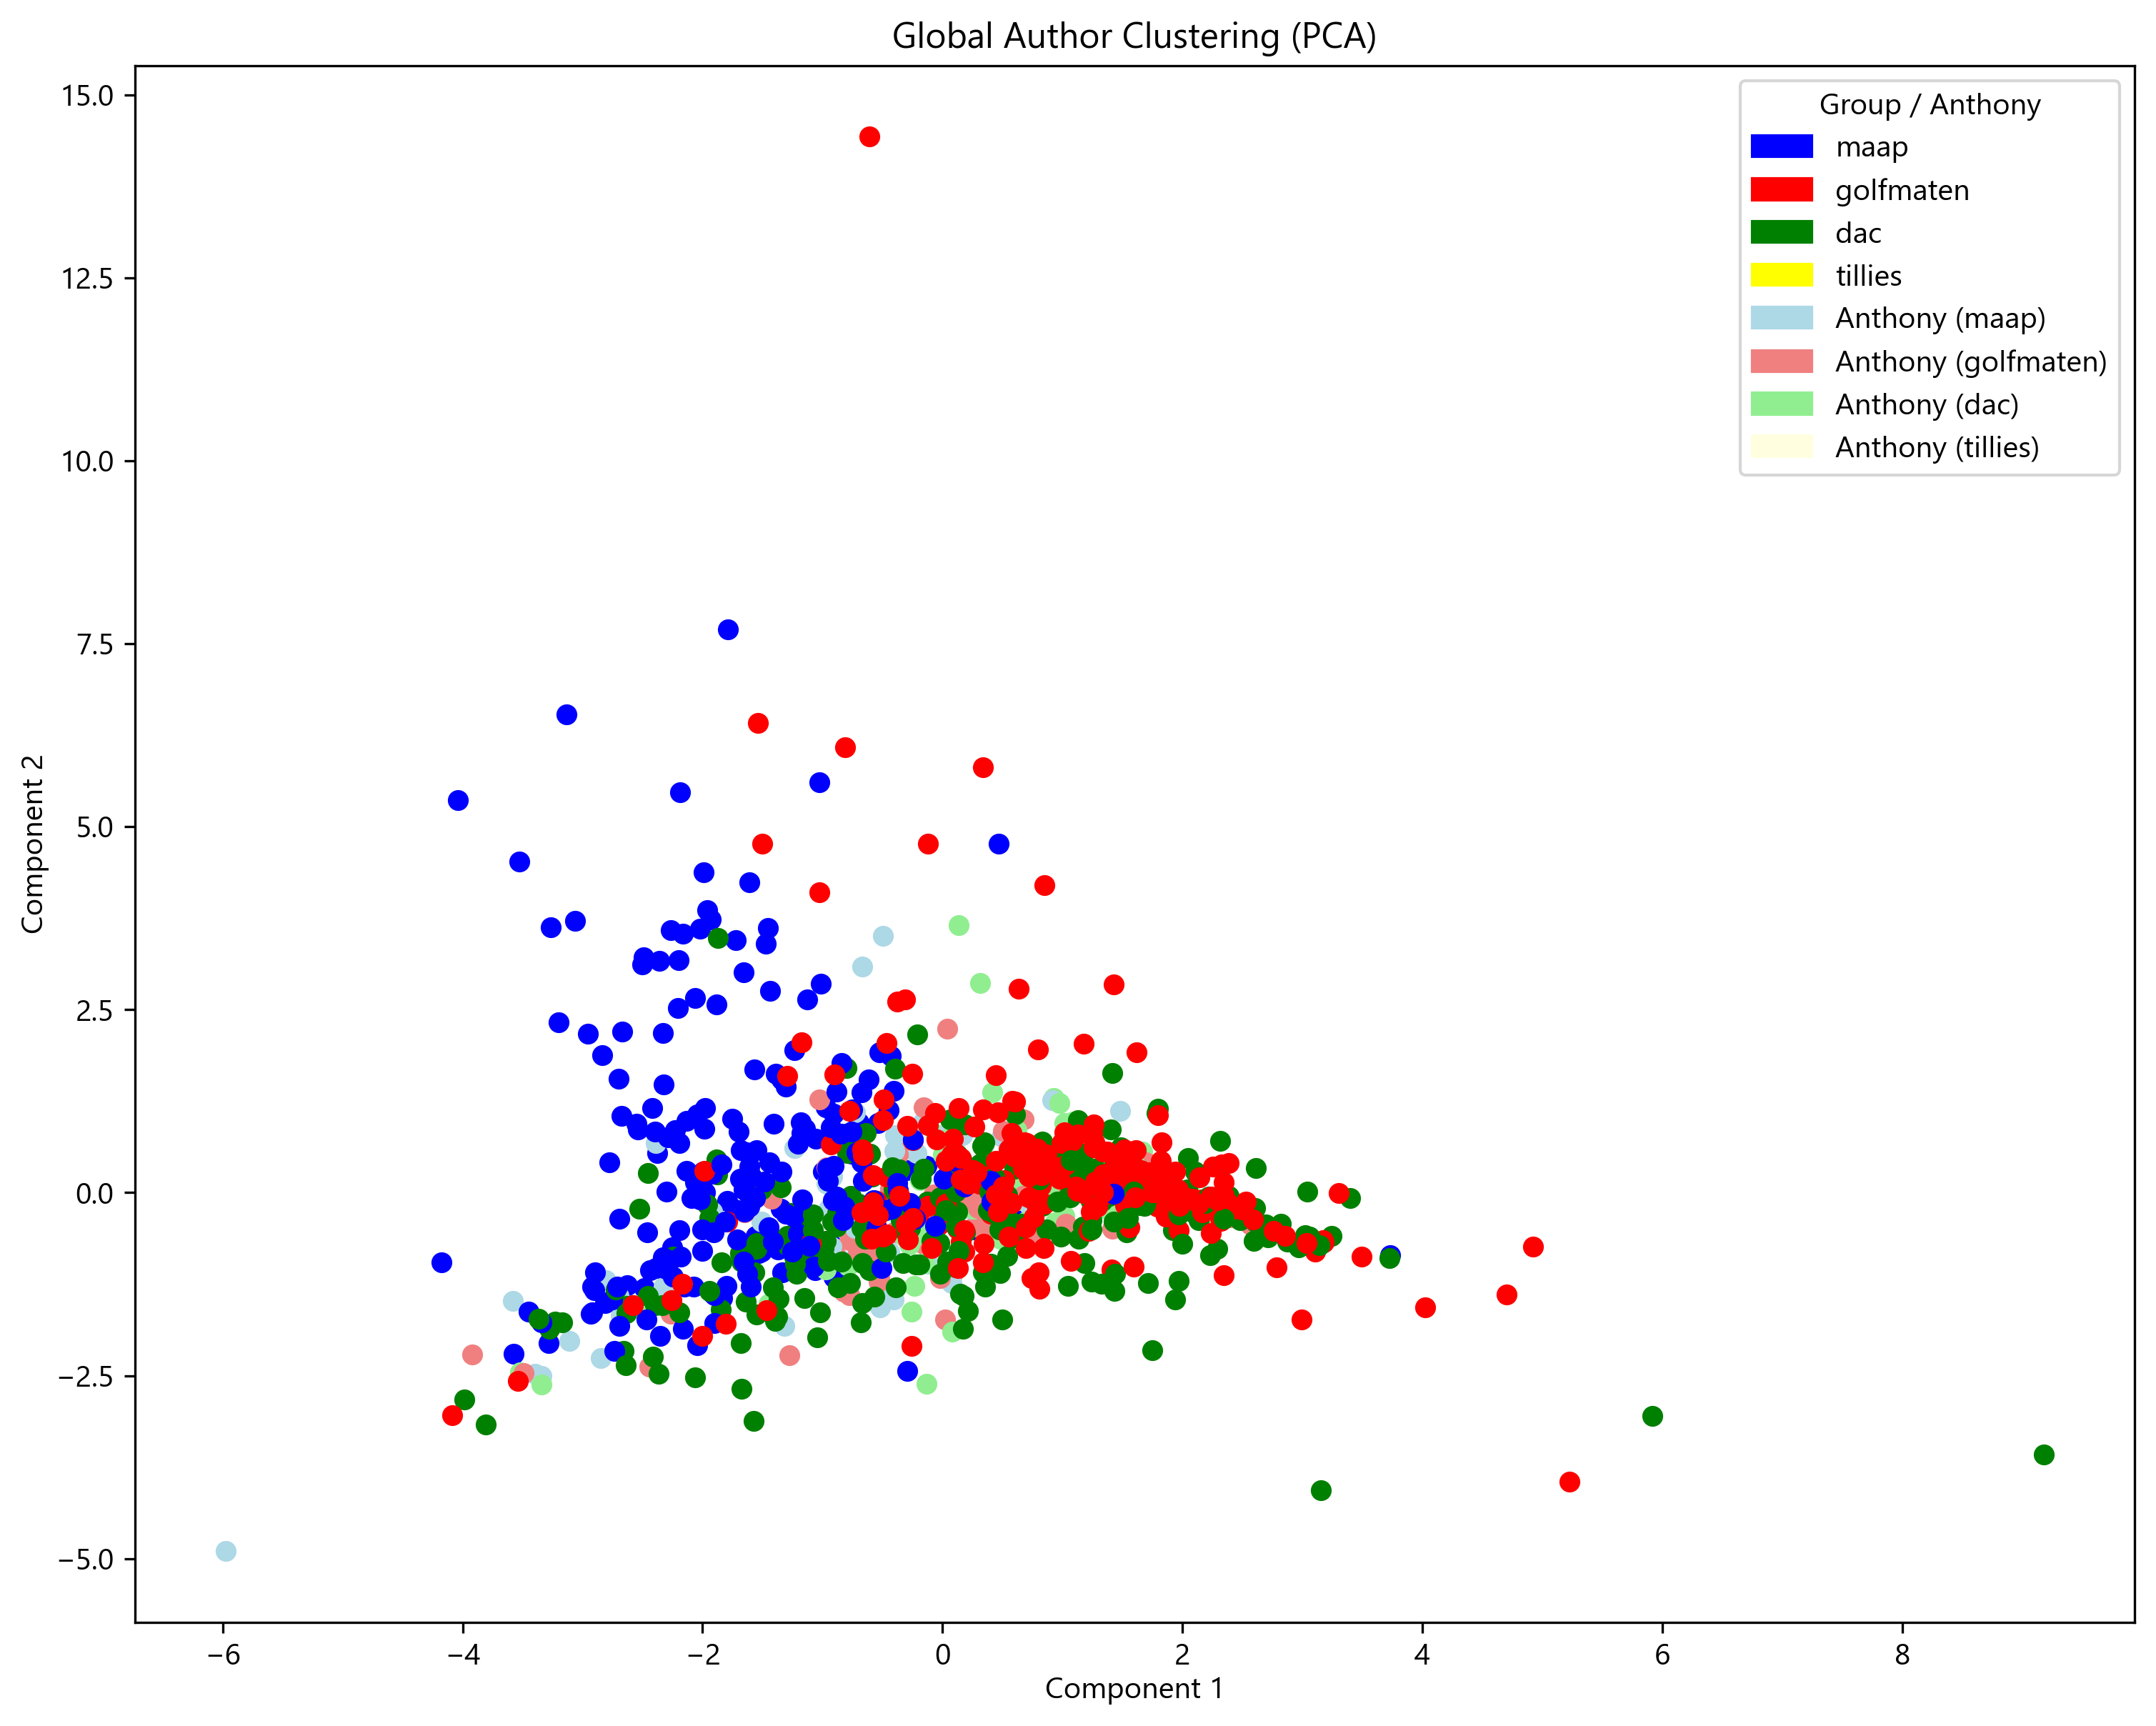 Global Author Clustering (PCA)
Group / Anthony
maap
golfmaten
dac
tillies
Anthony (maap)
Anthony (golfmaten)
Anthony (dac)
Anthony (tillies)
15.0
12.5
10.0
7.5
5.0
2.5
0.0
−2.5
−5.0
Component 2
−6
−4
−2
0
2
4
6
8
Component 1